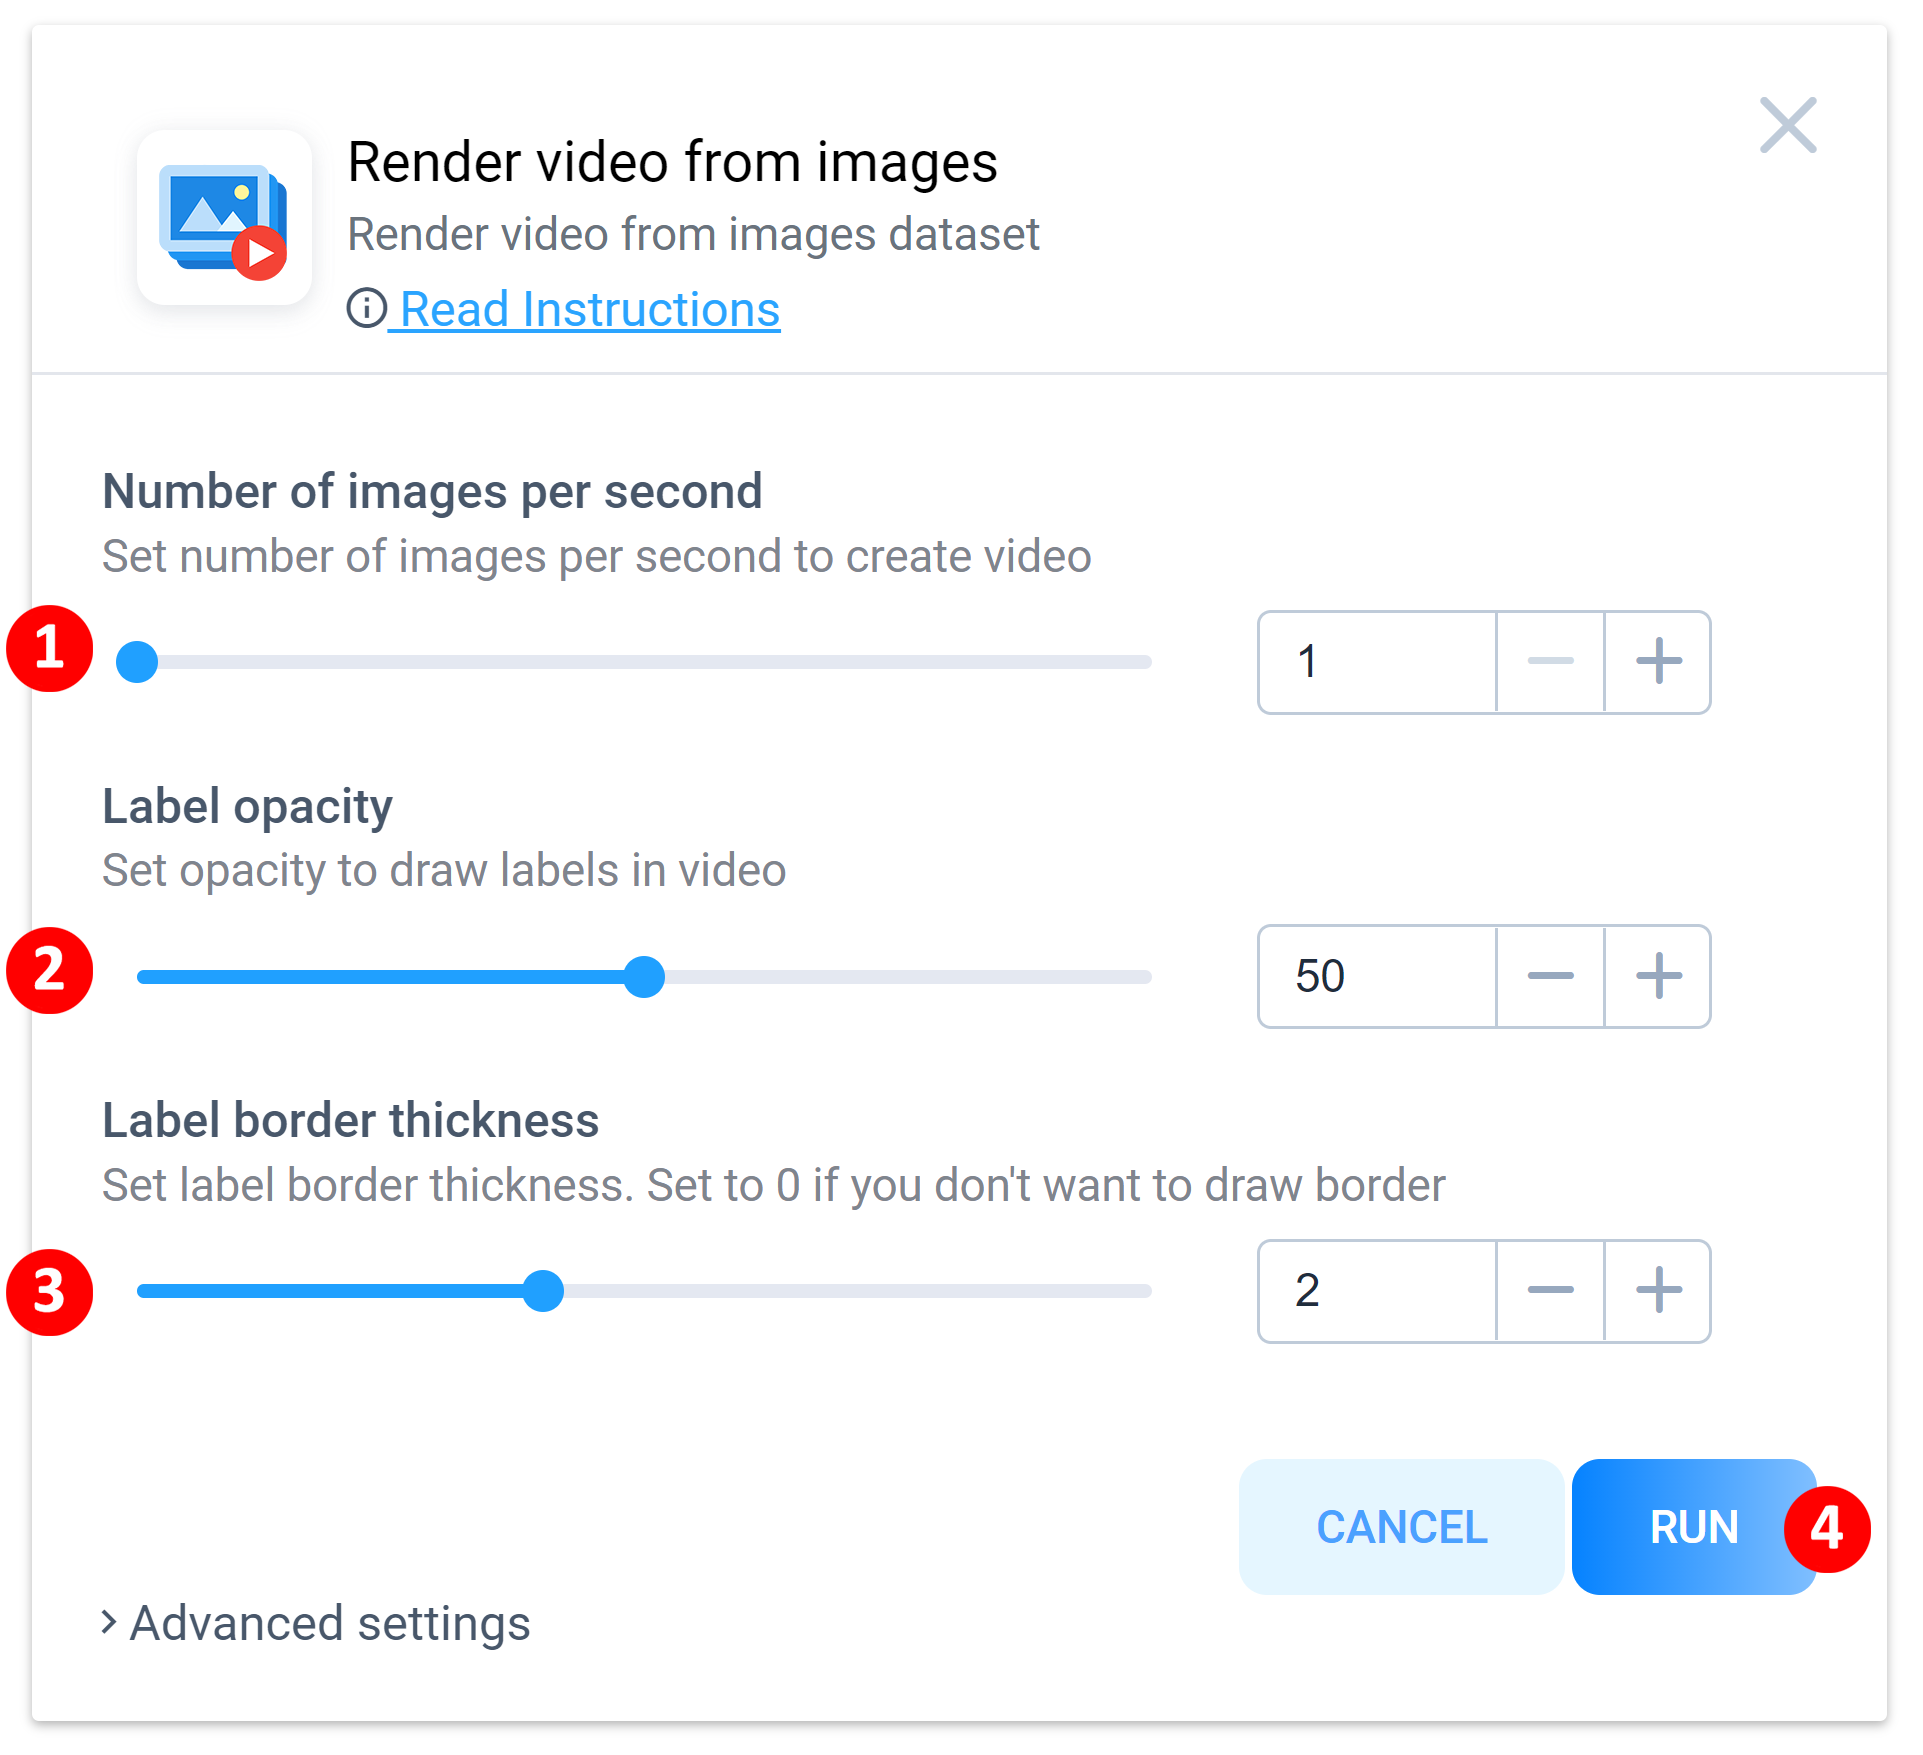 Render video from images
Render video from images dataset
Read Instructions
Number of images per second
Set number of images per second to create video
1
1
Label opacity
Set opacity to draw labels in video
2
50
Label border thickness
Set label border thickness. Set to 0 if you don't want to draw border
3
2
CANCEL
RUN
4
Advanced settings